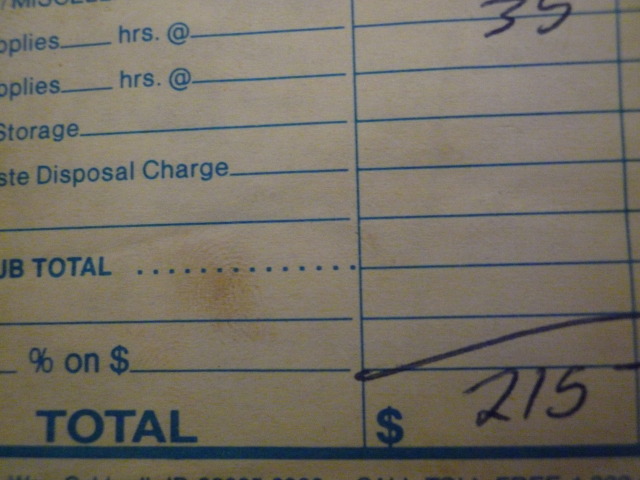 pplies hrs. @ 35
pplies hrs. @
Storage
ste Disposal Charge
UB TOTAL
% on $
TOTAL $ 215